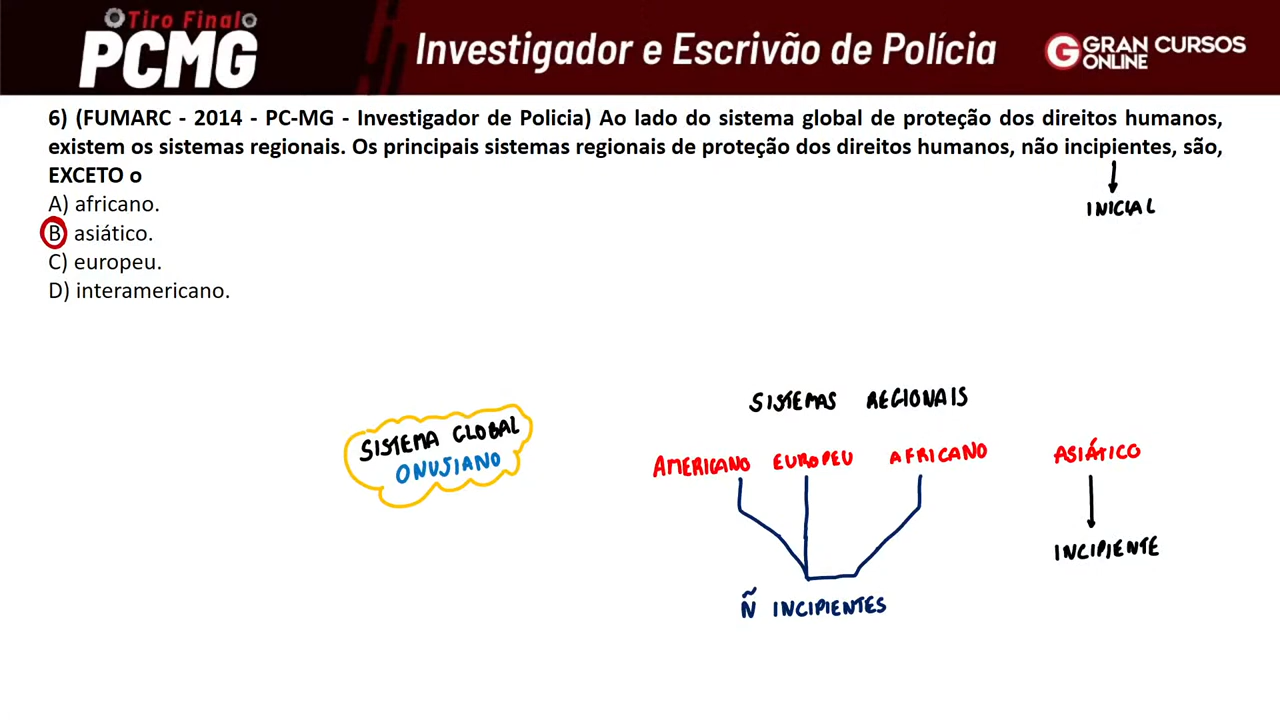 Tiro Final
PCMG
Investigador e Escrivão de Polícia
GRAN CURSOS
ONLINE
6) (FUMARC - 2014 - PC-MG - Investigador de Policia) Ao lado do sistema global de proteção dos direitos humanos,
existem os sistemas regionais. Os principais sistemas regionais de proteção dos direitos humanos, não incipientes, são,
EXCETO o
A) africano.
INICIAL
B) asiático.
C) europeu.
D) interamericano.
SISTEMAS REGIONAIS
SISTEMA GLOBAL
ONUSIANO
AMERICANO EUROPEU AFRICANO ASIÁTICO
INCIPIENTE
Ñ INCIPIENTES